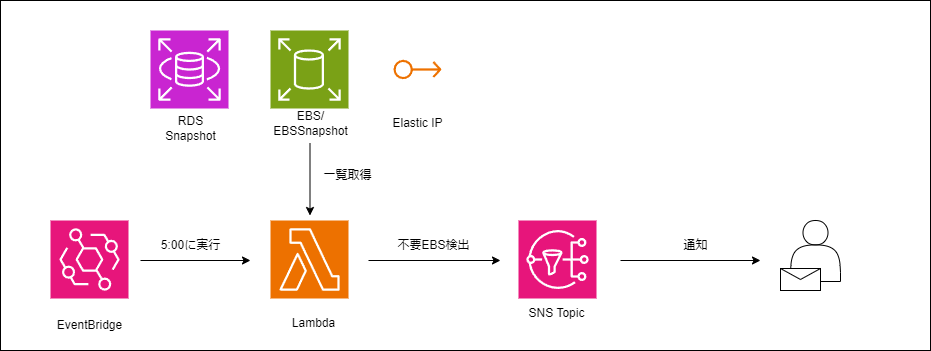 RDS
Snapshot
EBS/
EBSSnapshot
Elastic IP
一覧取得
5:00に実行
不要EBS検出
通知
EventBridge
Lambda
SNS Topic